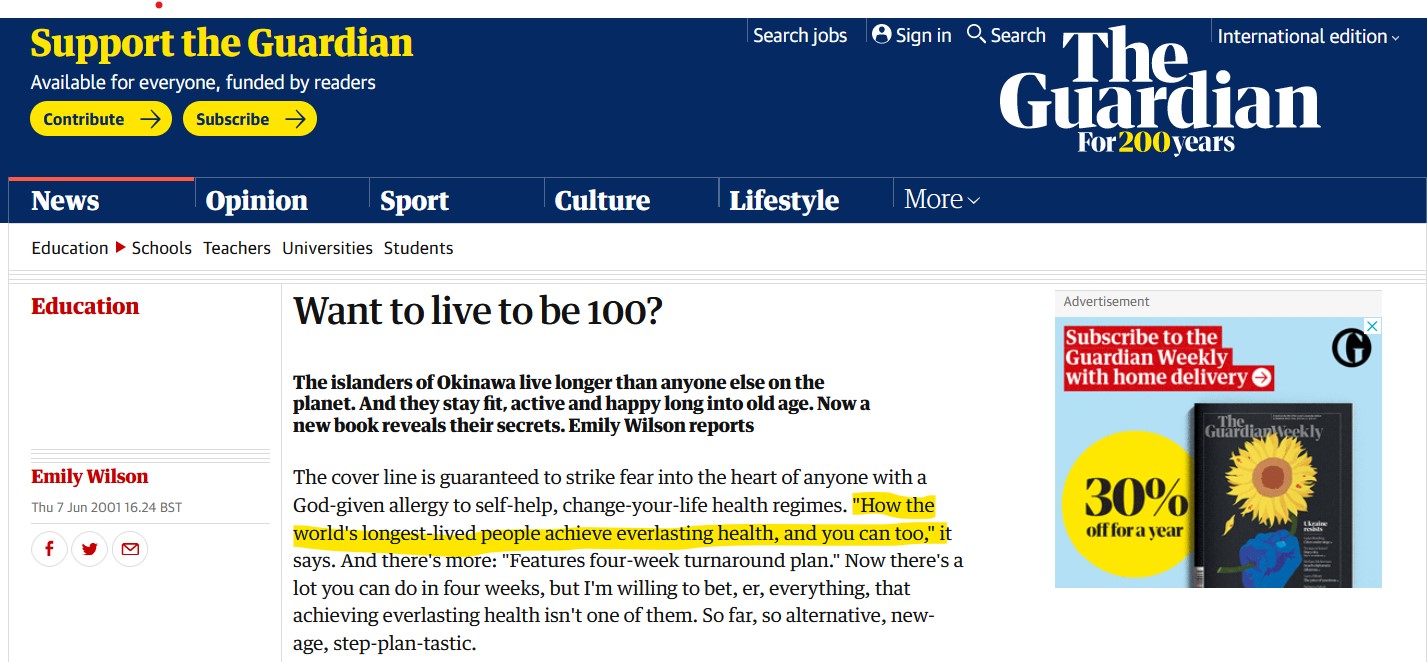 Support the Guardian
Available for everyone, funded by readers
Contribute →
Subscribe →
Search jobs
Sign in
Search
International edition
The
Guardian
For 200 years
News
Opinion
Sport
Culture
Lifestyle
More
Education
Schools
Teachers
Universities
Students
Education
Emily Wilson
Thu 7 Jun 2001 16.24 BST
Want to live to be 100?
The islanders of Okinawa live longer than anyone else on the
planet. And they stay fit, active and happy long into old age. Now a
new book reveals their secrets. Emily Wilson reports
The cover line is guaranteed to strike fear into the heart of anyone with a
God-given allergy to self-help, change-your-life health regimes. "How the
world's longest-lived people achieve everlasting health, and you can too," it
says. And there's more: "Features four-week turnaround plan." Now there's a
lot you can do in four weeks, but I'm willing to bet, er, everything, that
achieving everlasting health isn't one of them. So far, so alternative, new-
age, step-plan-tastic.
Advertisement
Subscribe to the
Guardian Weekly
with home delivery
G
The
Guardian Weekly
30%
off for a year
Ukraine
resists